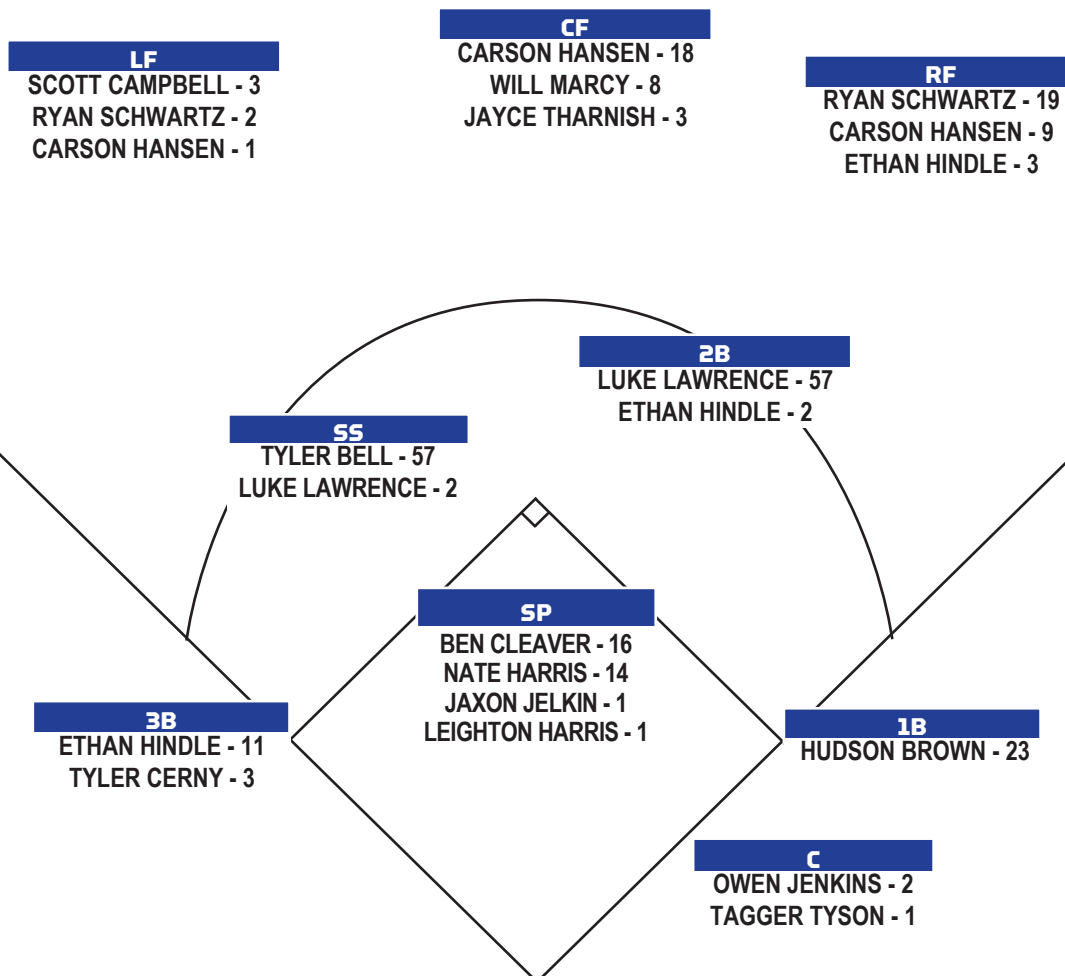 LF
SCOTT CAMPBELL - 3
RYAN SCHWARTZ - 2
CARSON HANSEN - 1
CF
CARSON HANSEN - 18
WILL MARCY - 8
JAYCE THARNISH - 3
RF
RYAN SCHWARTZ - 19
CARSON HANSEN - 9
ETHAN HINDLE - 3
SS
TYLER BELL - 57
LUKE LAWRENCE - 2
2B
LUKE LAWRENCE - 57
ETHAN HINDLE - 2
3B
ETHAN HINDLE - 11
TYLER CERNY - 3
SP
BEN CLEAVER - 16
NATE HARRIS - 14
JAXON JELKIN - 1
LEIGHTON HARRIS - 1
1B
HUDSON BROWN - 23
C
OWEN JENKINS - 2
TAGGER TYSON - 1